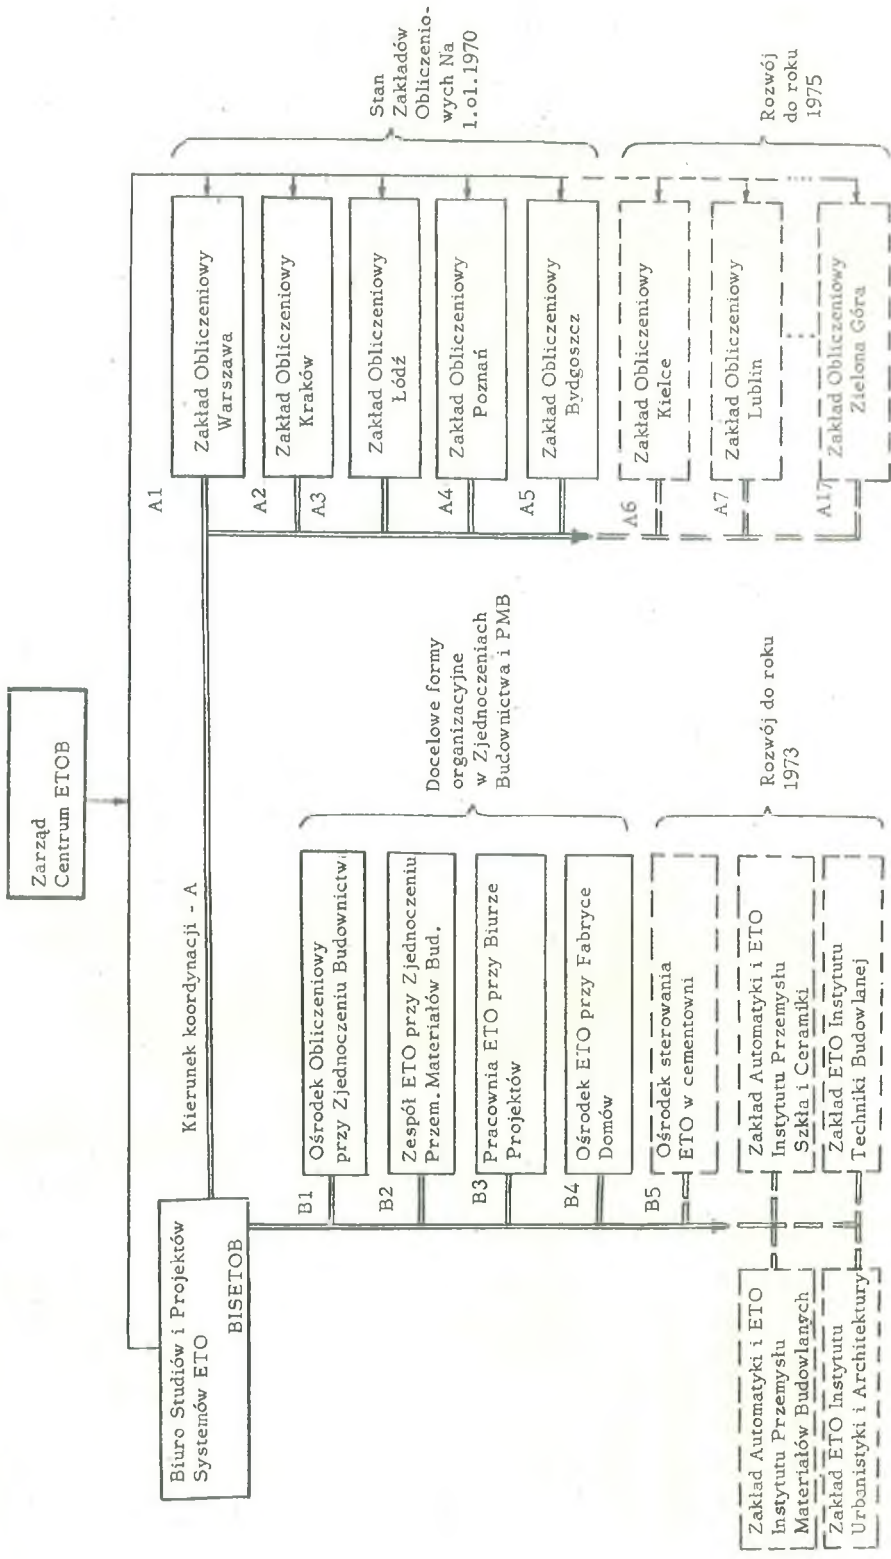 Zarząd
Centrum ETOB
Biuro Studiów i Projektów
Systemów ETO
BISETOB
Kierunek koordynacji - A
B1
Ośrodek Obliczeniowy
przy Zjednoczeniu Budownictwa
B2
Zespół ETO przy Zjednoczeniu
Przem. Materiałów Bud.
B3
Pracownia ETO przy Biurze
Projektów
B4
Ośrodek ETO przy Fabryce
Domów
Docelowe formy
organizacyjne
w Zjednoczeniach
Budownictwa i PMB
B5
Ośrodek sterowania
ETO w cementowni
Zakład Automatyki i ETO
Instytutu Przemysłu
Materiałów Budowlanych
Zakład Automatyki i ETO
Instytutu Przemysłu
Szkła i Ceramiki
Zakład ETO Instytutu
Urbanistyki i Architektury
Zakład ETO Instytutu
Techniki Budowlanej
Rozwój do roku
1973
A1
Zakład Obliczeniowy
Warszawa
A2
Zakład Obliczeniowy
Kraków
A3
Zakład Obliczeniowy
Łódź
A4
Zakład Obliczeniowy
Poznań
A5
Zakład Obliczeniowy
Bydgoszcz
Stan
Zakładów
Obliczenio-
wych Na
1.o1.1970
A6
Zakład Obliczeniowy
Kielce
A7
Zakład Obliczeniowy
Lublin
A17
Zakład Obliczeniowy
Zielona Góra
Rozwój
do roku
1975